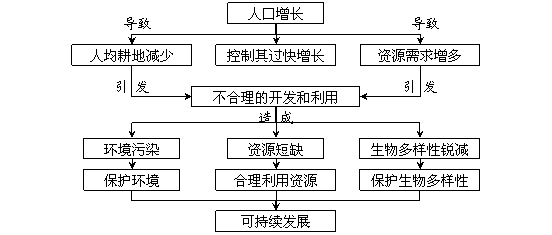 人口增长
导致 导致
人均耕地减少 控制其过快增长 资源需求增多
引发 引发
不合理的开发和利用
造成
环境污染 资源短缺 生物多样性锐减
保护环境 合理利用资源 保护生物多样性
可持续发展